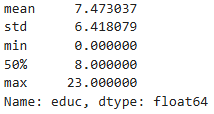 mean 7.473037
std 6.418079
min 0.000000
50% 8.000000
max 23.000000
Name: educ, dtype: float64